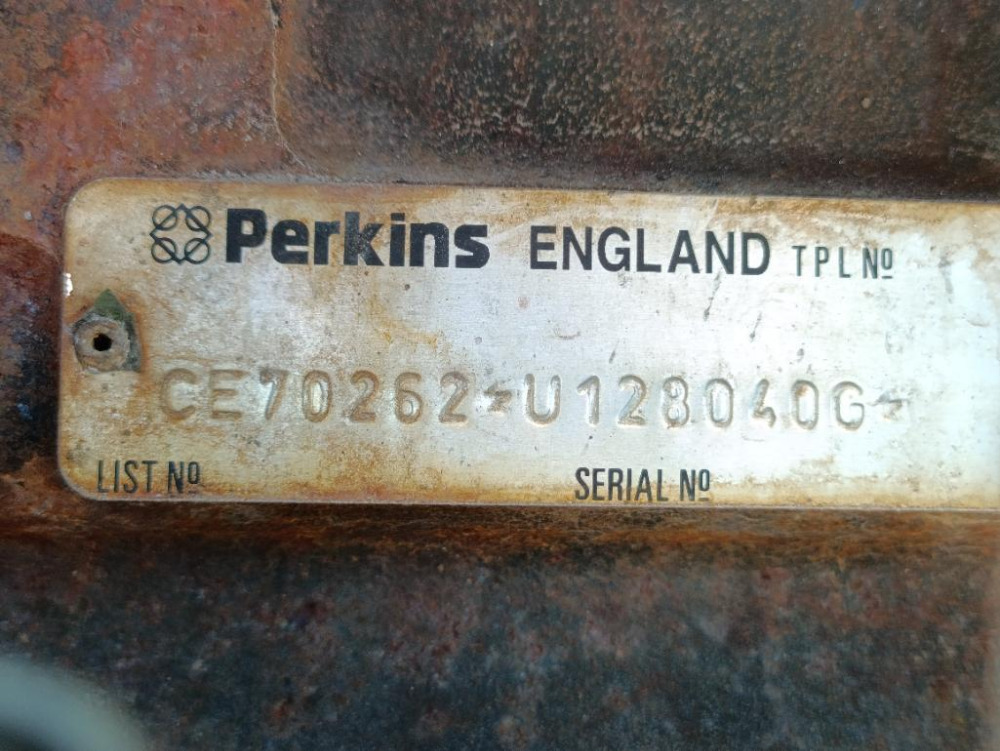 Perkins ENGLAND TPL Nº
CE70262*U128040G*
LIST Nº SERIAL Nº